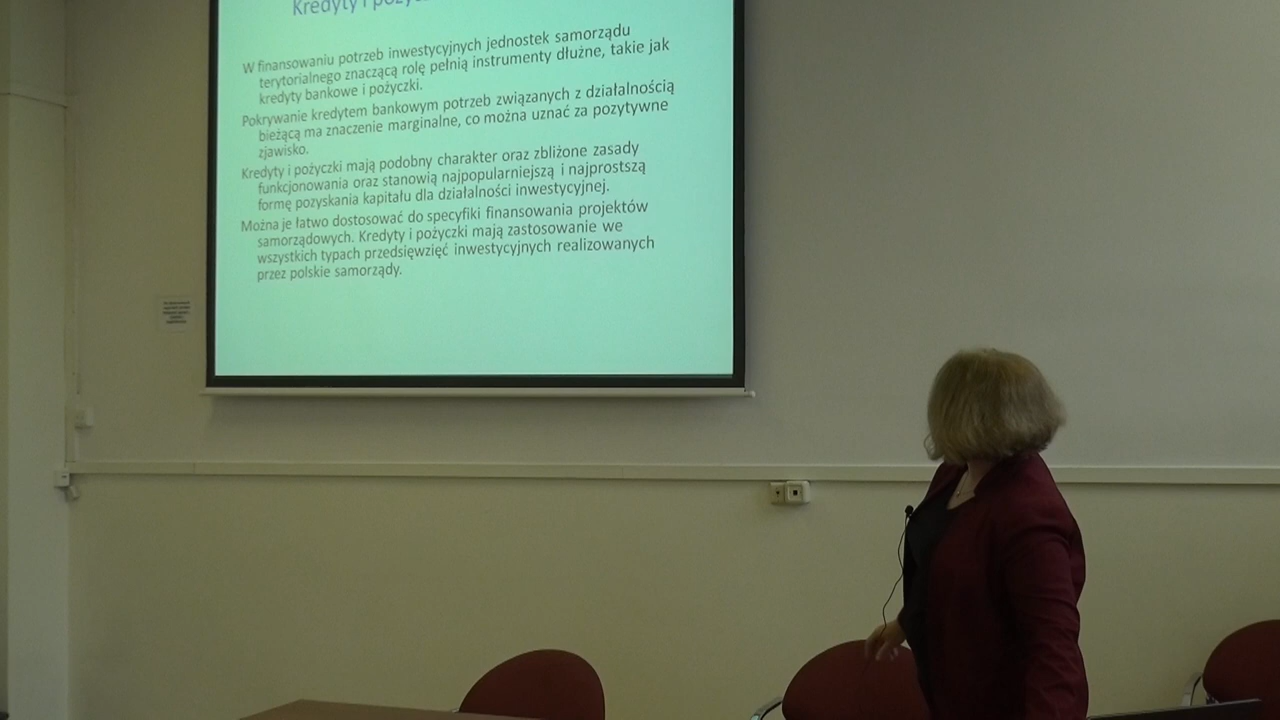 Kredyty i
W finansowaniu potrzeb inwestycyjnych jednostek samorządu
terytorialnego znaczącą rolę pełnią instrumenty dłużne, takie jak
kredyty bankowe i pożyczki.
Pokrywanie kredytem bankowym potrzeb związanych z działalnością
bieżącą ma znaczenie marginalne, co można uznać za pozytywne
zjawisko.
Kredyty i pożyczki mają podobny charakter oraz zbliżone zasady
funkcjonowania oraz stanowią najpopularniejszą i najprostszą
formę pozyskania kapitału dla działalności inwestycyjnej.
Można je łatwo dostosować do specyfiki finansowania projektów
samorządowych. Kredyty i pożyczki mają zastosowanie we
wszystkich typach przedsięwzięć inwestycyjnych realizowanych
przez polskie samorządy.